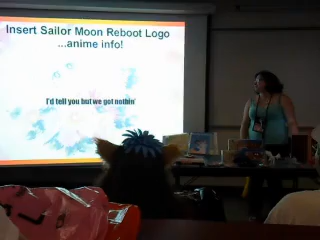 Insert Sailor Moon Reboot Logo
...anime info!
I'd tell you but we got nothin'